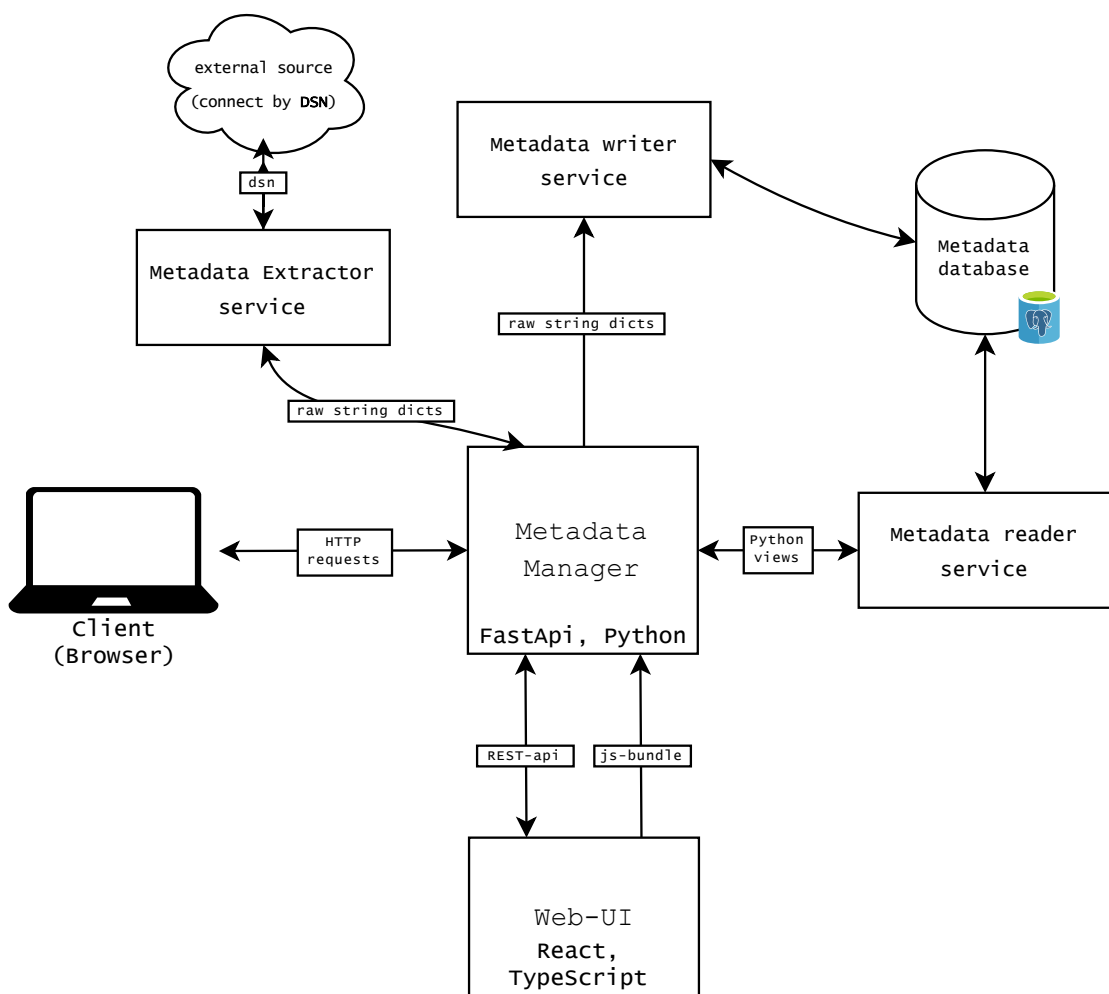 external source
(connect by DSN)
dsn
Metadata writer
service
Metadata
database
Metadata Extractor
service
raw string dicts
raw string dicts
Metadata
Manager
FastApi, Python
HTTP
requests
Python
views
Metadata reader
service
Client
(Browser)
REST-api
js-bundle
Web-UI
React,
TypeScript